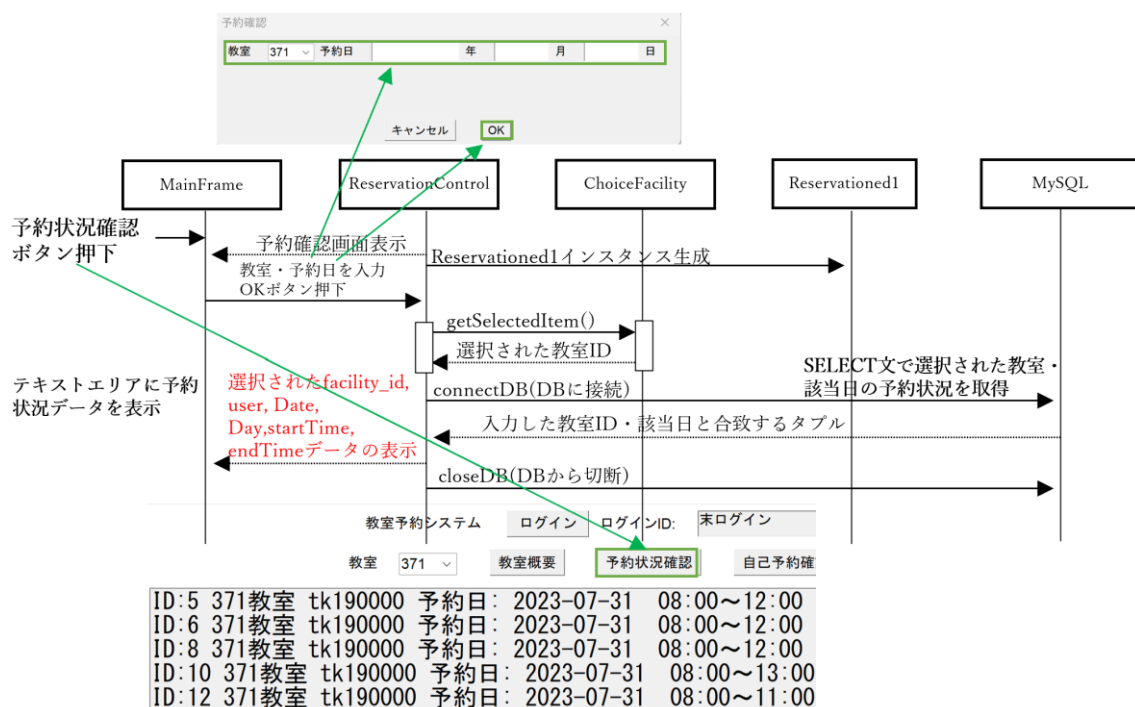 予約確認
教室 371 予約日 年 月 日
キャンセル OK
MainFrame
ReservationControl
ChoiceFacility
Reservationed1
MySQL
予約状況確認
ボタン押下
予約確認画面表示
Reservationed1インスタンス生成
教室・予約日を入力
OKボタン押下
getSelectedItem()
選択された教室ID
SELECT文で選択された教室・
該当日の予約状況を取得
テキストエリアに予約
状況データを表示
選択されたfacility_id,
user, Date,
Day,startTime,
endTimeデータの表示
connectDB(DBに接続)
入力した教室ID・該当日と合致するタプル
closeDB(DBから切断)
教室予約システム ログイン ログインID: 末ログイン
教室 371 教室概要 予約状況確認 自己予約確
ID:5 371教室 tk190000 予約日: 2023-07-31 08:00～12:00
ID:6 371教室 tk190000 予約日: 2023-07-31 08:00～12:00
ID:8 371教室 tk190000 予約日: 2023-07-31 08:00～12:00
ID:10 371教室 tk190000 予約日: 2023-07-31 08:00～13:00
ID:12 371教室 tk190000 予約日: 2023-07-31 08:00～11:00